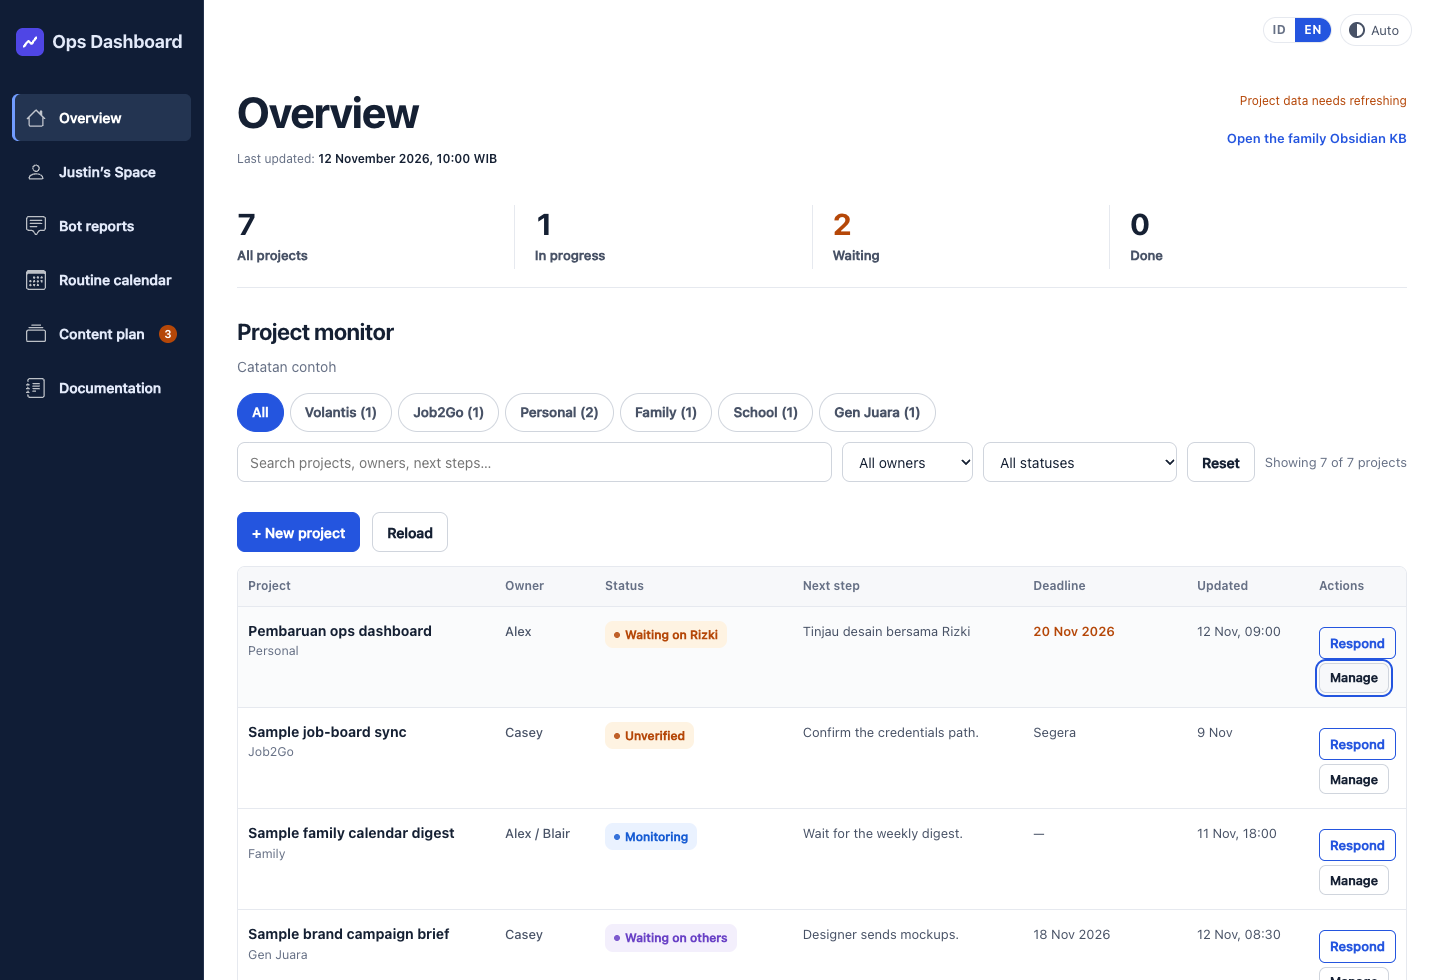 Ops Dashboard
Overview
Justin’s Space
Bot reports
Routine calendar
Content plan 3
Documentation
ID EN Auto
Overview
Project data needs refreshing
Open the family Obsidian KB
Last updated: 12 November 2026, 10:00 WIB
7 1 2 0
All projects In progress Waiting Done
Project monitor
Catatan contoh
All Volantis (1) Job2Go (1) Personal (2) Family (1) School (1) Gen Juara (1)
Search projects, owners, next steps... All owners All statuses Reset Showing 7 of 7 projects
+ New project Reload
Project Owner Status Next step Deadline Updated Actions
Pembaruan ops dashboard Alex Waiting on Rizki Tinjau desain bersama Rizki 20 Nov 2026 12 Nov, 09:00 Respond
Personal
Manage
Sample job-board sync Casey Unverified Confirm the credentials path. Segera 9 Nov Respond
Job2Go
Manage
Sample family calendar digest Alex / Blair Monitoring Wait for the weekly digest. — 11 Nov, 18:00 Respond
Family
Manage
Sample brand campaign brief Casey Waiting on others Designer sends mockups. 18 Nov 2026 12 Nov, 08:30 Respond
Gen Juara
Manage